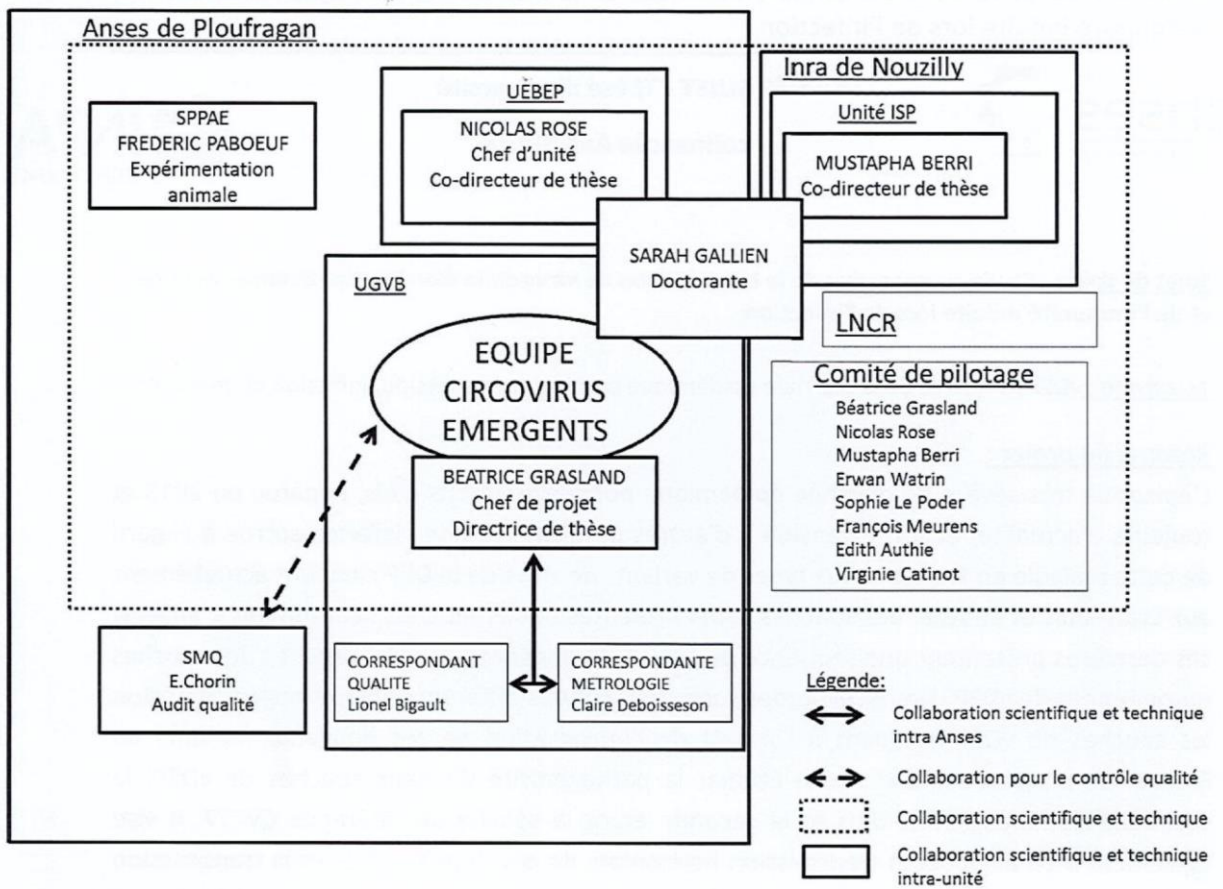 Anses de Ploufragan
SPPAE
FREDERIC PABOEUF
Expérimentation
animale
UEBEP
NICOLAS ROSE
Chef d'unité
Co-directeur de thèse
Inra de Nouzilly
Unité ISP
MUSTAPHA BERRI
Co-directeur de thèse
SARAH GALLIEN
Doctorante
UGVB
EQUIPE
CIRCOVIRUS
EMERGENTS
BEATRICE GRASLAND
Chef de projet
Directrice de thèse
LNCR
Comité de pilotage
Béatrice Grasland
Nicolas Rose
Mustapha Berri
Erwan Watrin
Sophie Le Poder
François Meurens
Edith Authie
Virginie Catinot
SMQ
E.Chorin
Audit qualité
CORRESPONDANT
QUALITE
Lionel Bigault
CORRESPONDANTE
METROLOGIE
Claire Deboisseson
Légende:
Collaboration scientifique et technique
intra Anses
Collaboration pour le contrôle qualité
Collaboration scientifique et technique
Collaboration scientifique et technique
intra-unité